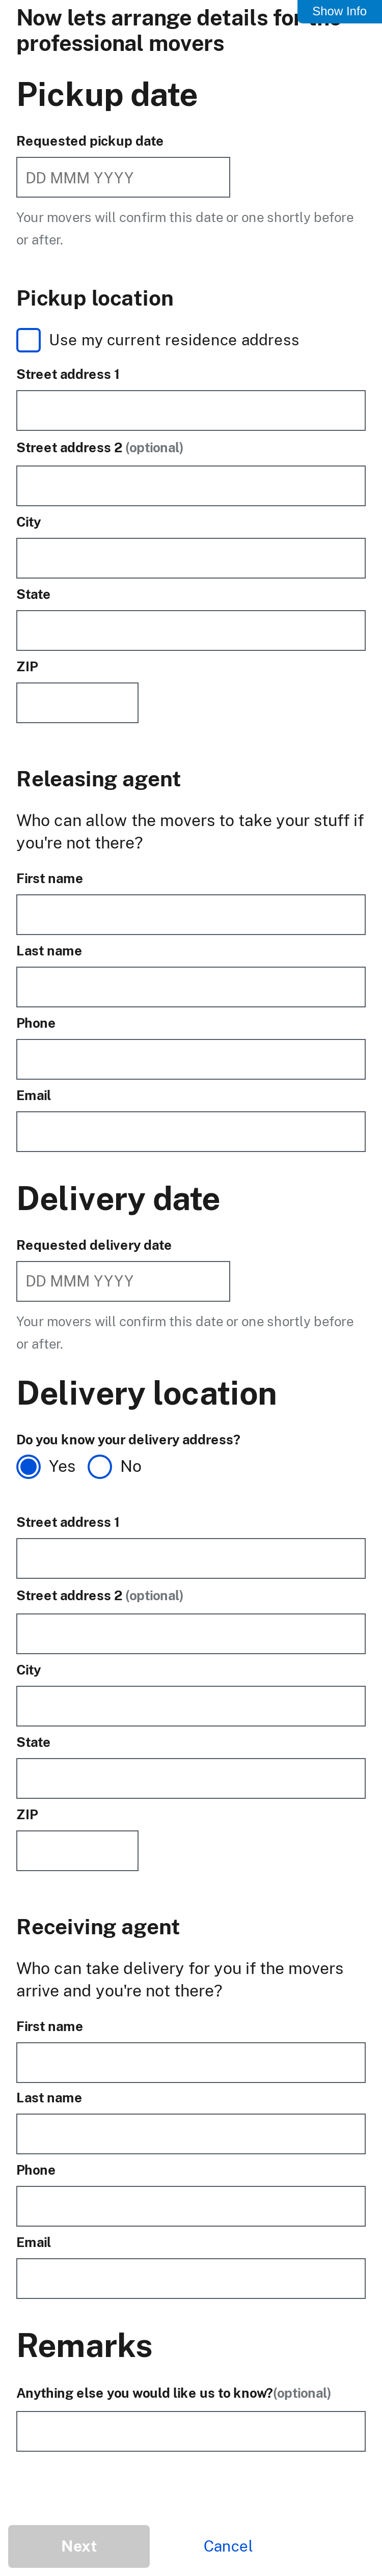 Show Info
Now lets arrange details for the
professional movers
Pickup date
Requested pickup date
DD MMM YYYY
Your movers will confirm this date or one shortly before
or after.
Pickup location
Use my current residence address
Street address 1
Street address 2 (optional)
City
State
ZIP
Releasing agent
Who can allow the movers to take your stuff if
you're not there?
First name
Last name
Phone
Email
Delivery date
Requested delivery date
DD MMM YYYY
Your movers will confirm this date or one shortly before
or after.
Delivery location
Do you know your delivery address?
Yes No
Street address 1
Street address 2 (optional)
City
State
ZIP
Receiving agent
Who can take delivery for you if the movers
arrive and you're not there?
First name
Last name
Phone
Email
Remarks
Anything else you would like us to know?(optional)
Next Cancel